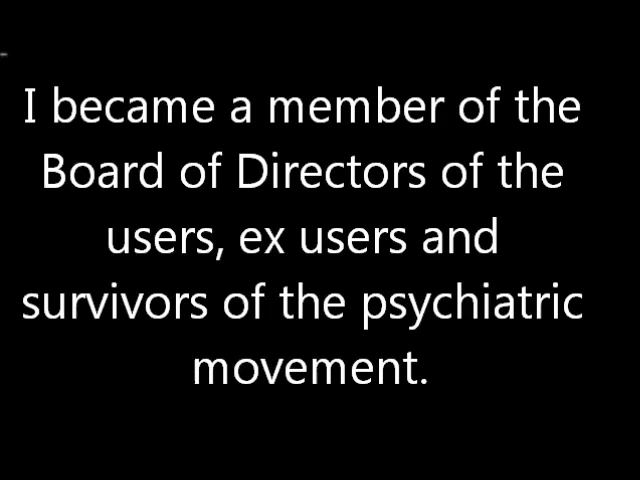 I became a member of the
Board of Directors of the
users, ex users and
survivors of the psychiatric
movement.